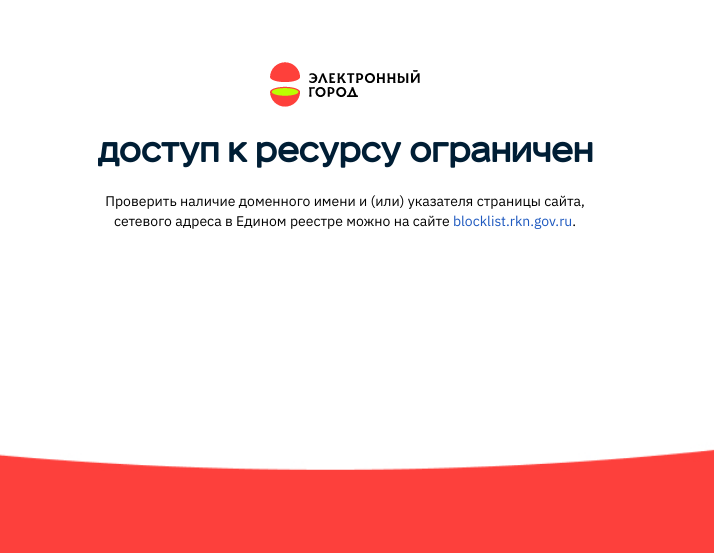 ЭЛЕКТРОННЫЙ
ГОРОД
доступ к ресурсу ограничен
Проверить наличие доменного имени и (или) указателя страницы сайта,
сетевого адреса в Едином реестре можно на сайте blocklist.rkn.gov.ru.